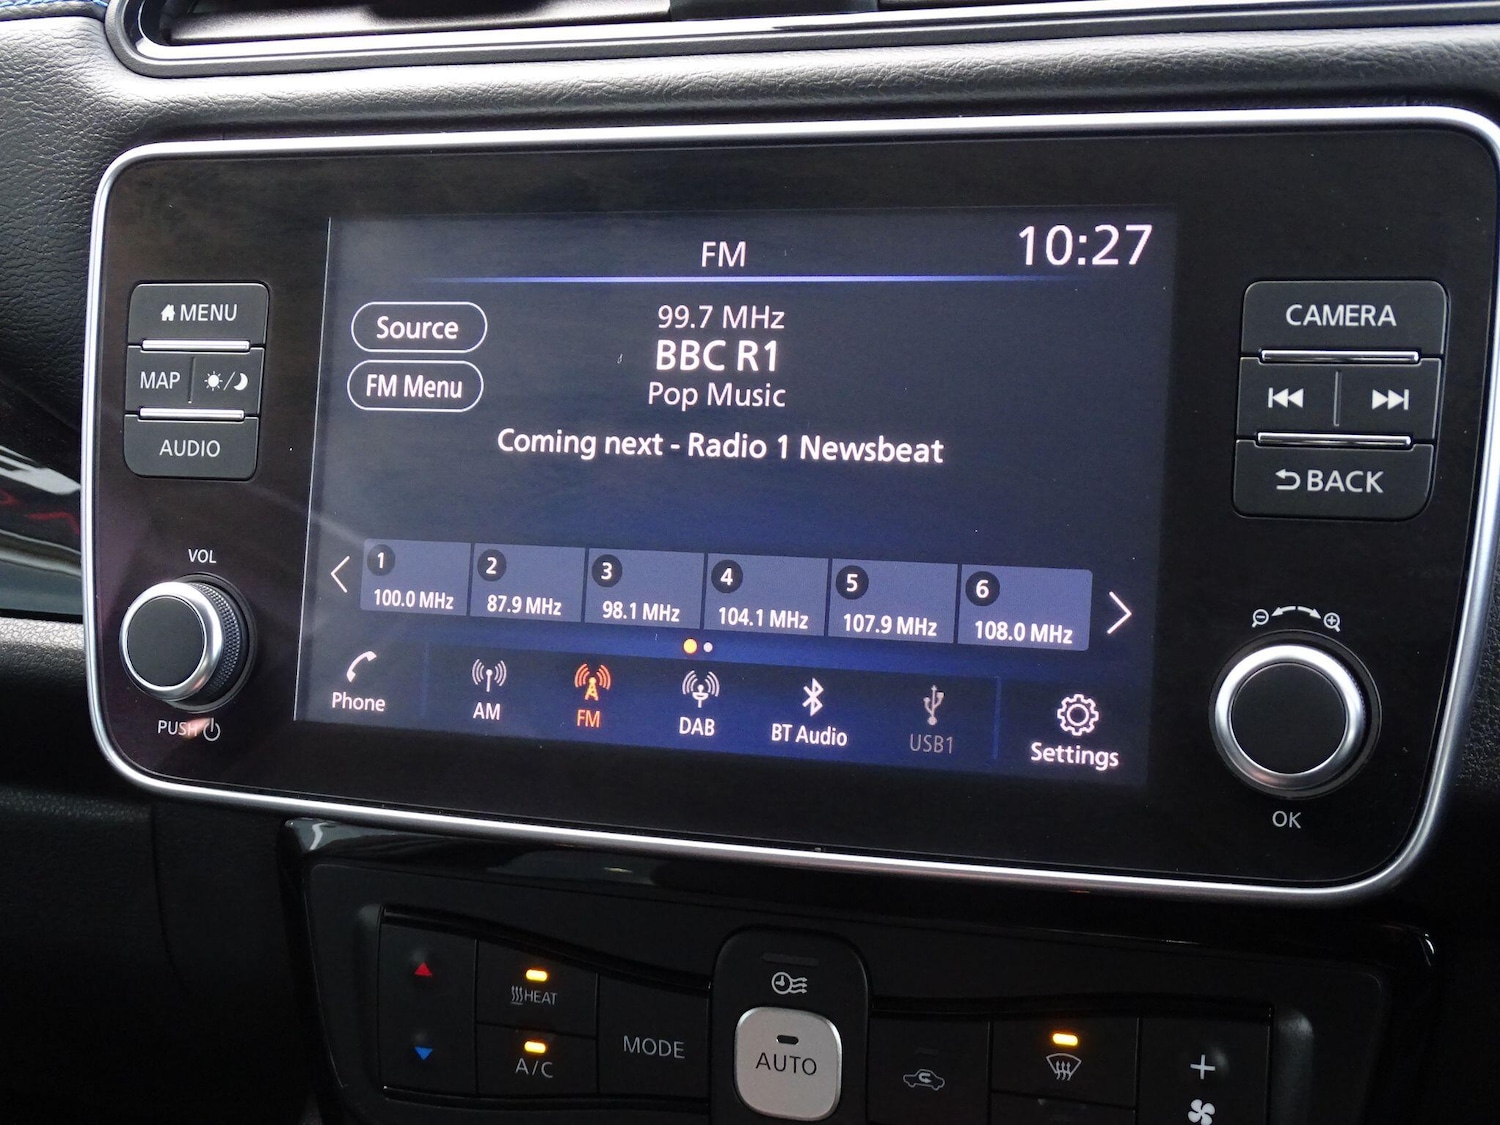 FM
10:27
Source
FM Menu
99.7 MHz
BBC R1
Pop Music
Coming next - Radio 1 Newsbeat
1
100.0 MHz
2
87.9 MHz
3
98.1 MHz
4
104.1 MHz
5
107.9 MHz
6
108.0 MHz
Phone
AM
FM
DAB
BT Audio
USB1
Settings
MENU
MAP
AUDIO
VOL
PUSH
CAMERA
BACK
OK
HEAT
A/C
MODE
AUTO